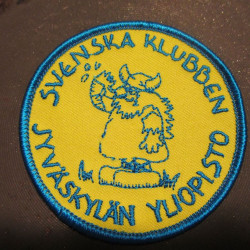 SVENSKA KLUBBEN
JYVÄSKYLÄN YLIOPISTO